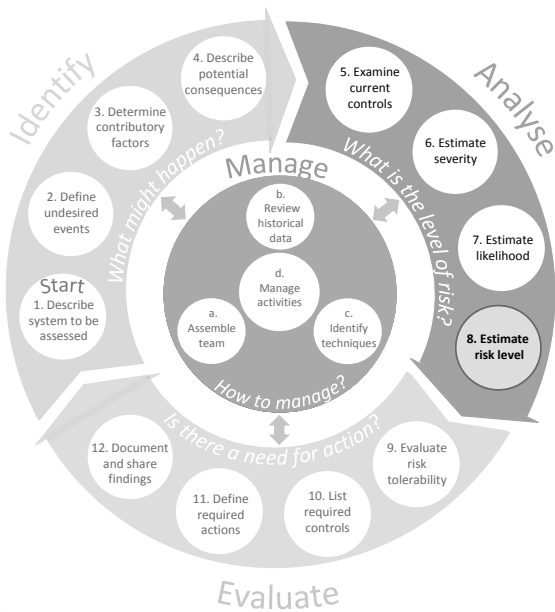 Identify
What might happen?
Start
1. Describe
system to be
assessed
2. Define
undesired
events
3. Determine
contributory
factors
4. Describe
potential
consequences
Analyse
What is the level of risk?
5. Examine
current
controls
6. Estimate
severity
7. Estimate
likelihood
8. Estimate
risk level
Evaluate
Is there a need for action?
9. Evaluate
risk
tolerability
10. List
required
controls
11. Define
required
actions
12. Document
and share
findings
Manage
How to manage?
a.
Assemble
team
b.
Review
historical
data
c.
Identify
techniques
d.
Manage
activities